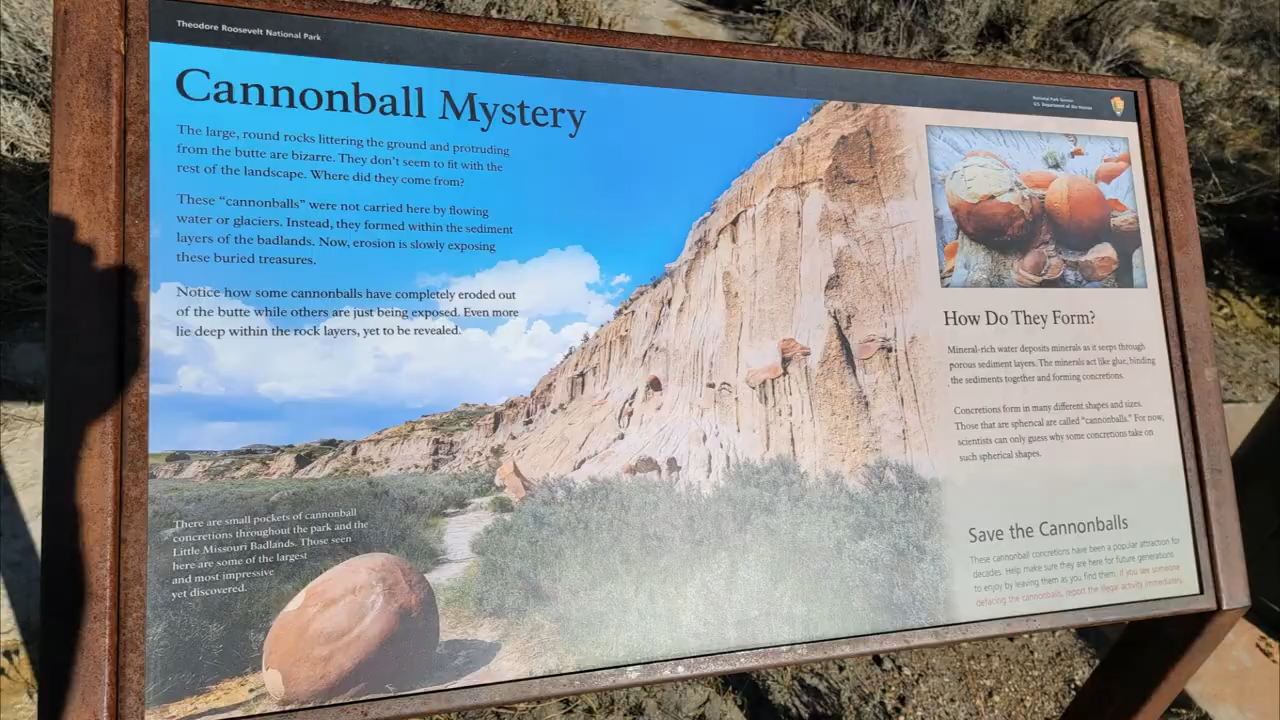 Theodore Roosevelt National Park
National Park Service
U.S. Department of the Interior
Cannonball Mystery
The large, round rocks littering the ground and protruding
from the butte are bizarre. They don't seem to fit with the
rest of the landscape. Where did they come from?
These "cannonballs" were not carried here by flowing
water or glaciers. Instead, they formed within the sediment
layers of the badlands. Now, erosion is slowly exposing
these buried treasures.
Notice how some cannonballs have completely eroded out
of the butte while others are just being exposed. Even more
lie deep within the rock layers, yet to be revealed.
There are small pockets of cannonball
concretions throughout the park and the
Little Missouri Badlands. Those seen
here are some of the largest
and most impressive
yet discovered.
How Do They Form?
Mineral-rich water deposits minerals as it seeps through
porous sediment layers. The minerals act like glue, binding
the sediments together and forming concretions.
Concretions form in many different shapes and sizes.
Those that are spherical are called "cannonballs." For now,
scientists can only guess why some concretions take on
such spherical shapes.
Save the Cannonballs
These cannonball concretions have been a popular attraction for
decades. Help make sure they are here for future generations
to enjoy by leaving them as you find them. If you see someone
defacing the cannonballs, report the illegal activity immediately.